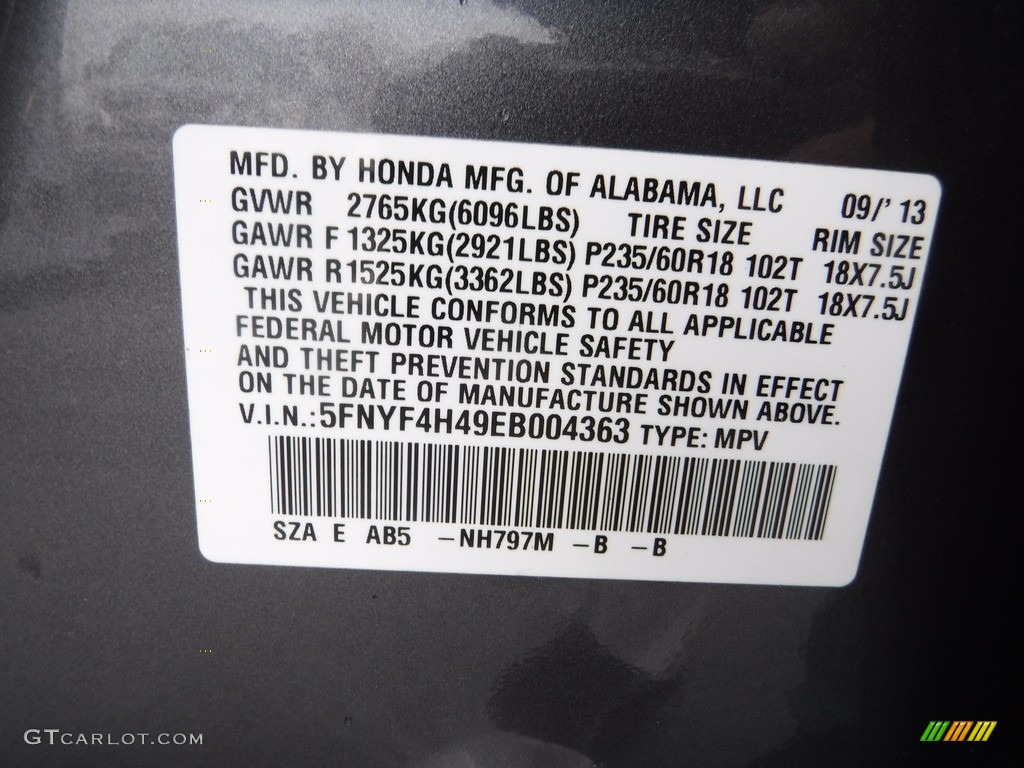 MFD. BY HONDA MFG. OF ALABAMA, LLC 09/' 13
GVWR 2765KG(6096LBS) TIRE SIZE RIM SIZE
GAWR F 1325KG(2921LBS) P235/60R18 102T 18X7.5J
GAWR R1525KG(3362LBS) P235/60R18 102T 18X7.5J
THIS VEHICLE CONFORMS TO ALL APPLICABLE
FEDERAL MOTOR VEHICLE SAFETY
AND THEFT PREVENTION STANDARDS IN EFFECT
ON THE DATE OF MANUFACTURE SHOWN ABOVE.
V.I.N.:5FNYF4H49EB004363 TYPE: MPV
SZA E AB5 -NH797M -B -B
GTCARLOT.COM